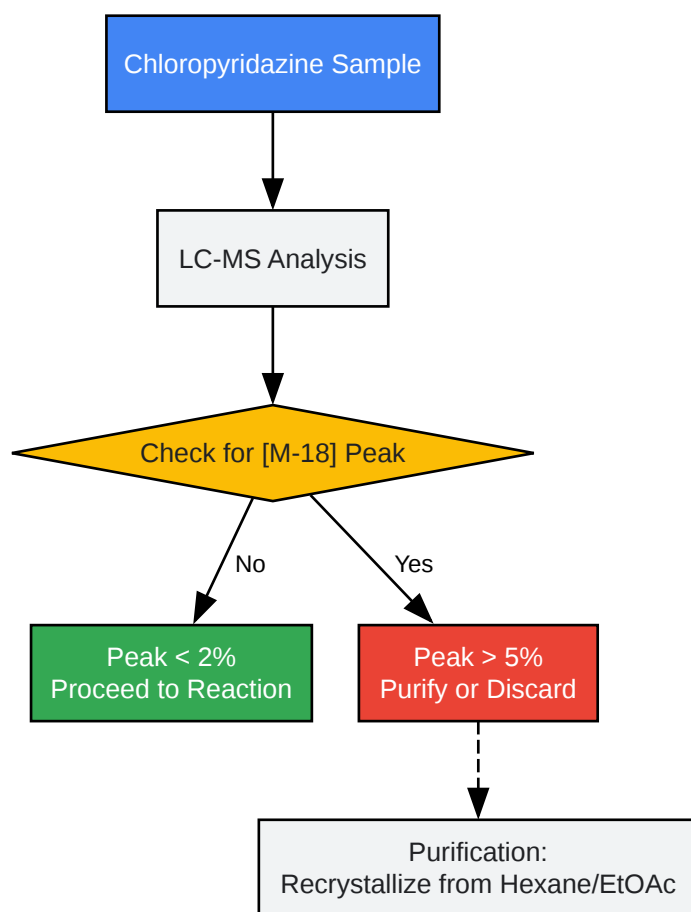 Chloropyridazine Sample
LC-MS Analysis
Check for [M-18] Peak
No
Yes
Peak < 2%
Proceed to Reaction
Peak > 5%
Purify or Discard
Purification:
Recrystallize from Hexane/EtOAc